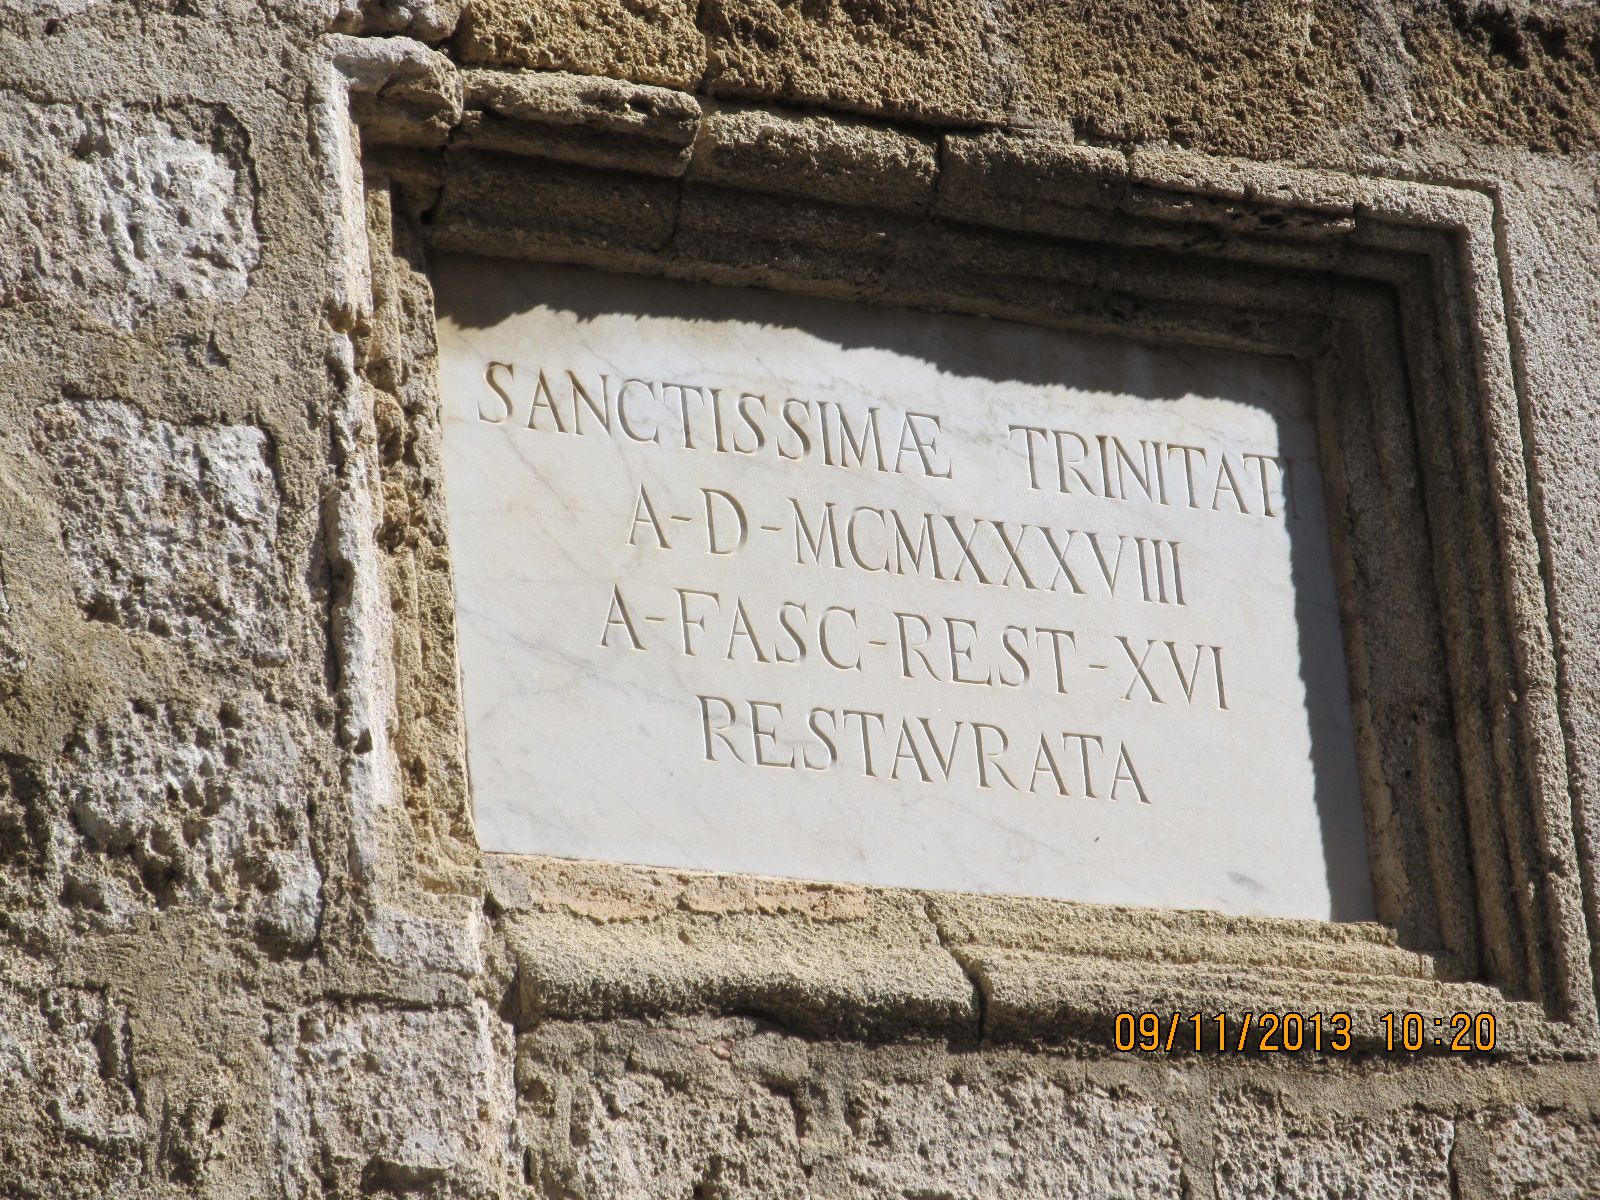 SANCTISSIMÆ TRINITATI
A-D-MCMXXXVIII
A-FASC-REST-XVI
RESTAVRATA
09/11/2013 10:20